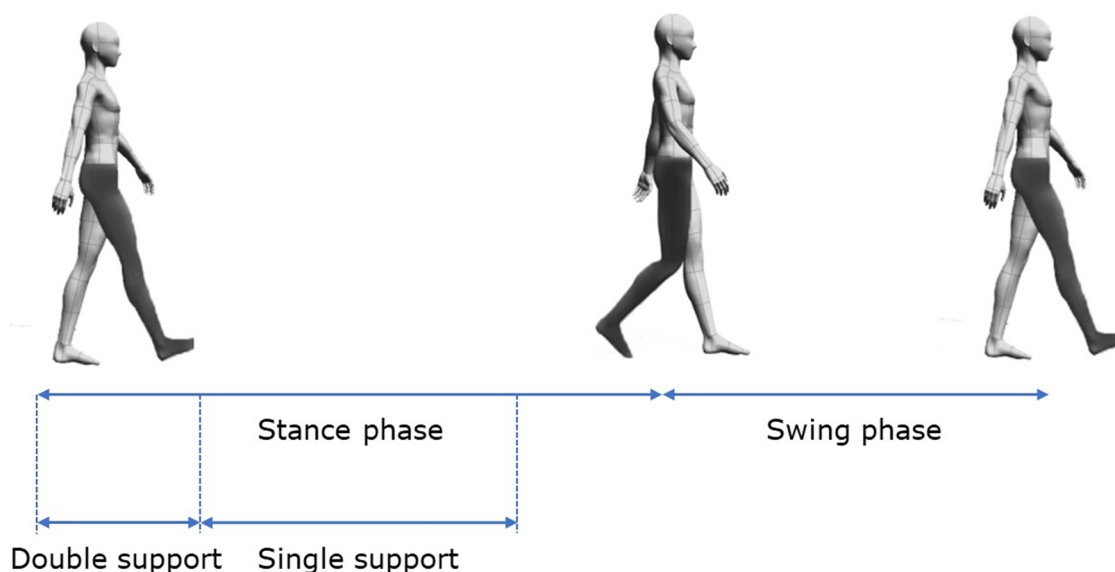 Stance phase
Swing phase
Double support
Single support